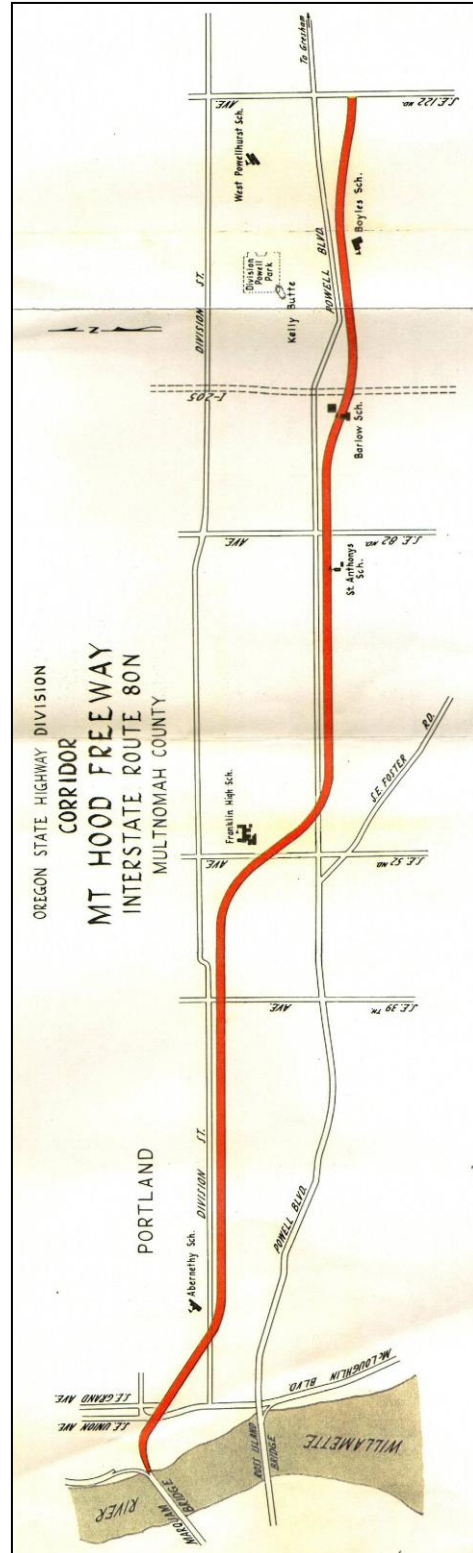 OREGON STATE HIGHWAY DIVISION
CORRIDOR
MT HOOD FREEWAY
INTERSTATE ROUTE 80N
MULTNOMAH COUNTY
PORTLAND
N
RIVER
WILLAMETTE
MARQUAM
BRIDGE
ROSS ISLAND
BRIDGE
S.E. UNION AVE
S.E. GRAND AVE.
McLOUGHLIN
BLVD.
Abernethy Sch.
DIVISION ST.
POWELL BLVD.
AVE.
S.E. 39 TH.
Franklin High Sch.
AVE
S.E. 52 ND.
S.E. FOSTER RD.
AVE.
S.E. 82 ND.
St Anthonys
Sch.
DIVISION ST.
I-205
Barlow Sch.
Kelly Butte
Division
Powell
Park
POWELL BLVD.
Boyles Sch.
West Powellhurst Sch.
AVE
S.E. 122 ND.
To Gresham